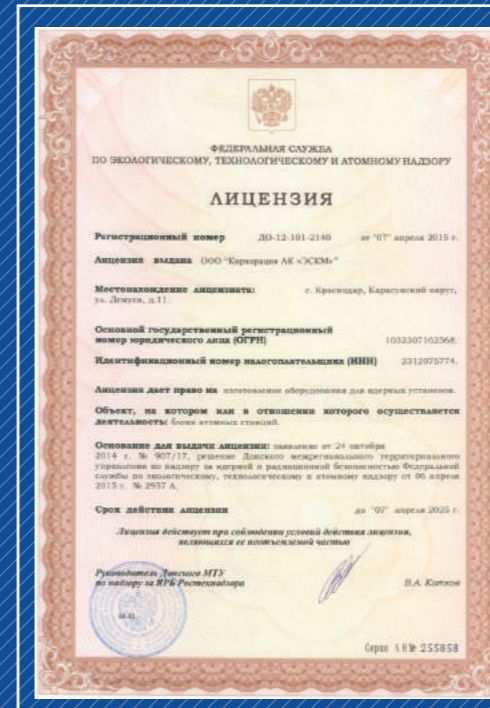 ФЕДЕРАЛЬНАЯ СЛУЖБА
ПО ЭКОЛОГИЧЕСКОМУ, ТЕХНОЛОГИЧЕСКОМУ И АТОМНОМУ НАДЗОРУ
ЛИЦЕНЗИЯ
Регистрационный номер ДО-12-101-2140 от "07" апреля 2015 г.
Лицензия выдана ООО "Корпорация АК «ЭСКМ»"
Местонахождение лицензиата: г. Краснодар, Карасунский округ,
ул. Демуса, д.11.
Основной государственный регистрационный
номер юридического лица (ОГРН) 1032307162568.
Идентификационный номер налогоплательщика (ИНН) 2312075774.
Лицензия дает право на изготовление оборудования для ядерных установок.
Объект, на котором или в отношении которого осуществляется
деятельность: блоки атомных станций.
Основание для выдачи лицензии: заявление от 24 октября
2014 г. № 907/17, решение Донского межрегионального территориального
управления по надзору за ядерной и радиационной безопасностью Федеральной
службы по экологическому, технологическому и атомному надзору от 06 апреля
2015 г. № 2957 А.
Срок действия лицензии до "07" апреля 2025 г.
Лицензия действует при соблюдении условий действия лицензии,
являющихся ее неотъемлемой частью
Руководитель Донского МТУ
по надзору за ЯРБ Ростехнадзора В.А. Катков
М.П.
Серия А В № 255858